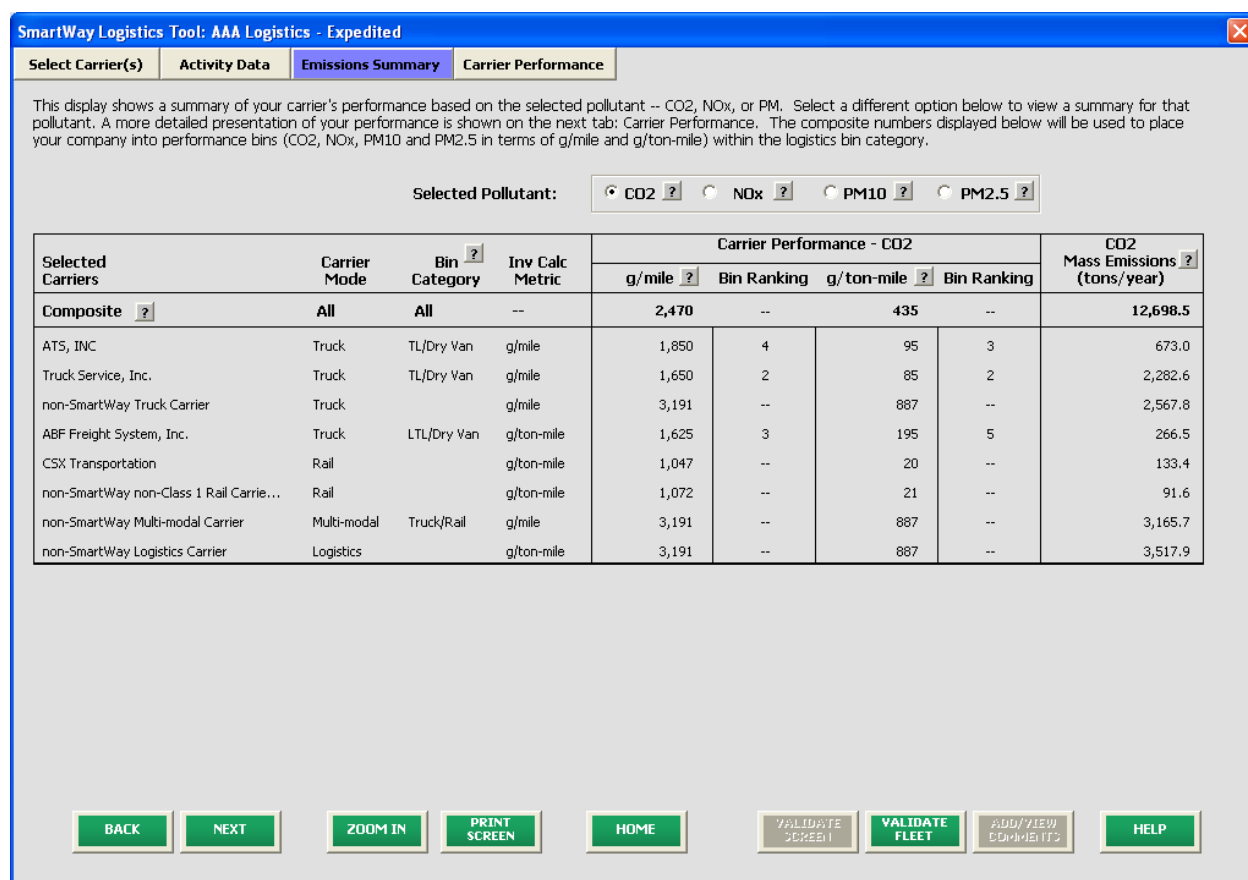 SmartWay Logistics Tool: AAA Logistics - Expedited
Select Carrier(s) Activity Data Emissions Summary Carrier Performance
This display shows a summary of your carrier's performance based on the selected pollutant -- CO2, NOx, or PM. Select a different option below to view a summary for that
pollutant. A more detailed presentation of your performance is shown on the next tab: Carrier Performance. The composite numbers displayed below will be used to place
your company into performance bins (CO2, NOx, PM10 and PM2.5 in terms of g/mile and g/ton-mile) within the logistics bin category.
Selected Pollutant: CO2 ? NOx ? PM10 ? PM2.5 ?
Selected Carriers Carrier Mode Bin ? Category Inv Calc Metric Carrier Performance - CO2 CO2 Mass Emissions ? (tons/year)
g/mile ? Bin Ranking g/ton-mile ? Bin Ranking
Composite ? All All -- 2,470 -- 435 -- 12,698.5
ATS, INC Truck TL/Dry Van g/mile 1,850 4 95 3 673.0
Truck Service, Inc. Truck TL/Dry Van g/mile 1,650 2 85 2 2,282.6
non-SmartWay Truck Carrier Truck g/mile 3,191 -- 887 -- 2,567.8
ABF Freight System, Inc. Truck LTL/Dry Van g/ton-mile 1,625 3 195 5 266.5
CSX Transportation Rail g/ton-mile 1,047 -- 20 -- 133.4
non-SmartWay non-Class 1 Rail Carrie... Rail g/ton-mile 1,072 -- 21 -- 91.6
non-SmartWay Multi-modal Carrier Multi-modal Truck/Rail g/mile 3,191 -- 887 -- 3,165.7
non-SmartWay Logistics Carrier Logistics g/ton-mile 3,191 -- 887 -- 3,517.9
BACK NEXT ZOOM IN PRINT SCREEN HOME VALIDATE SCREEN VALIDATE FLEET ADD/VIEW COMMENTS HELP